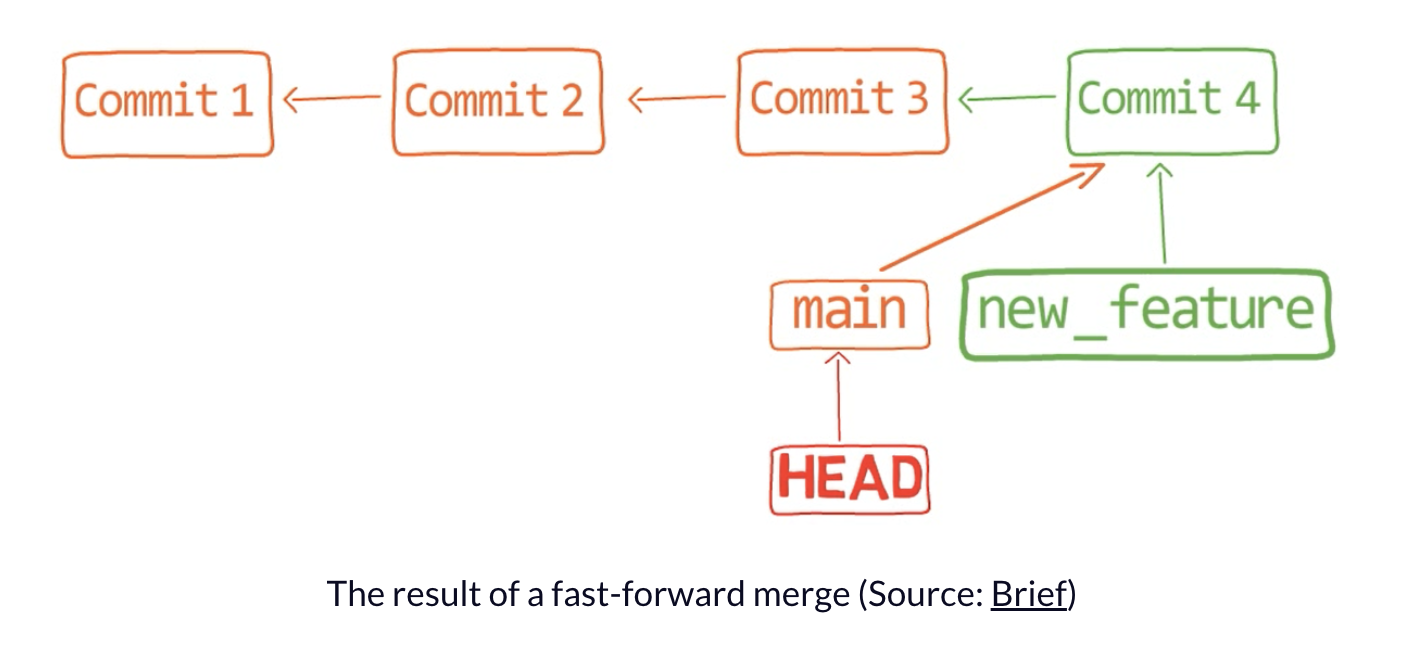 Commit 1
Commit 2
Commit 3
Commit 4
main
new_feature
HEAD
The result of a fast-forward merge (Source: Brief)